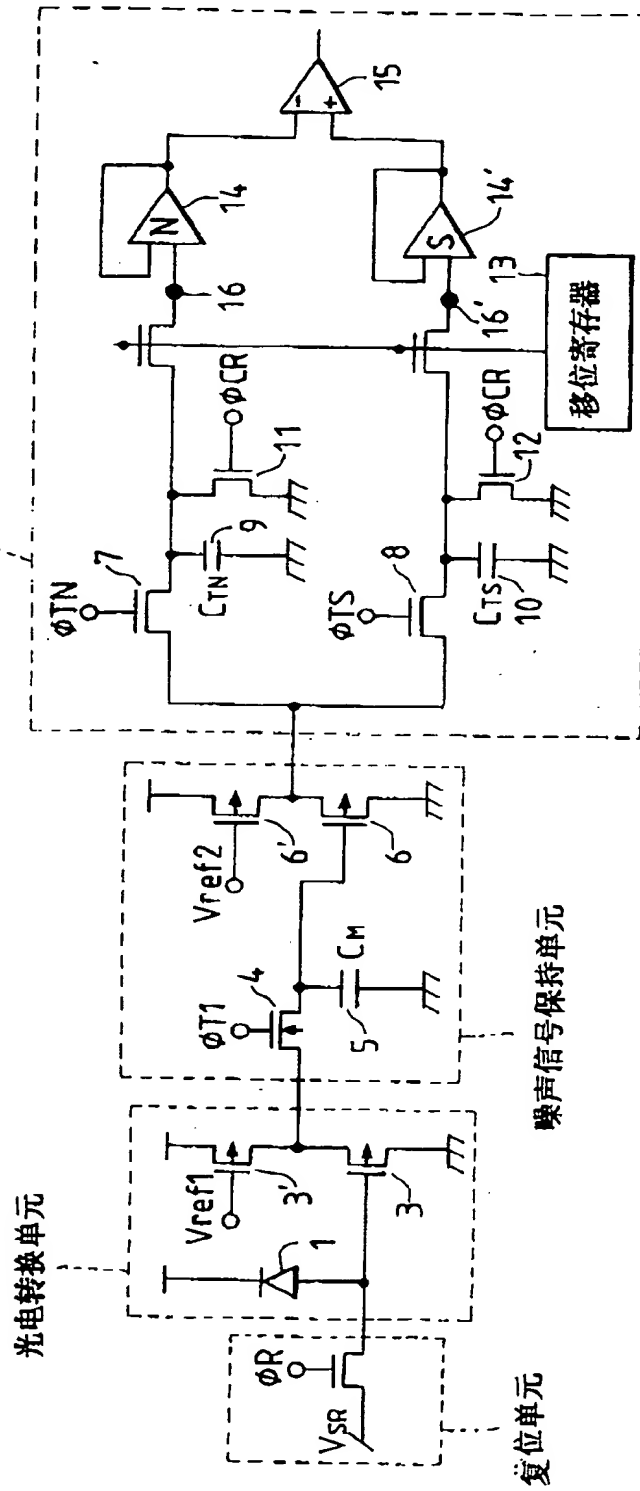 光电转换单元
复位单元
噪声信号保持单元
移位寄存器
ϕR
VSR
1
Vref1
3'
3
ϕT1
4
5
CM
Vref2
6'
6
ϕTN
7
CTN
9
ϕCR
11
ϕTS
8
CTS
10
ϕCR
12
16
16'
N
14
S
14'
13
15